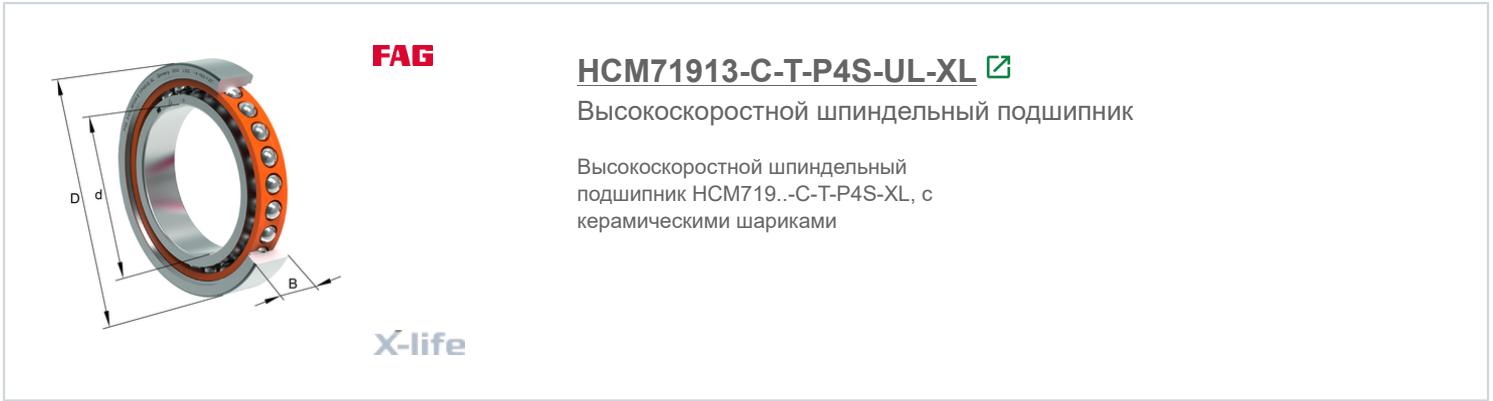 FAG
HCM71913-C-T-P4S-UL-XL
Высокоскоростной шпиндельный подшипник
Высокоскоростной шпиндельный
подшипник HCM719..-C-T-P4S-XL, с
керамическими шариками
D
d
B
X-life